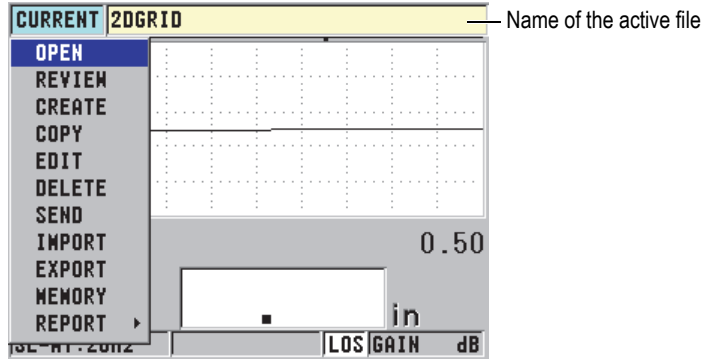 CURRENT 2DGRID
Name of the active file
OPEN
REVIEW
CREATE
COPY
EDIT
DELETE
SEND
IMPORT
EXPORT
MEMORY
REPORT
0.50
in
LOS GAIN dB